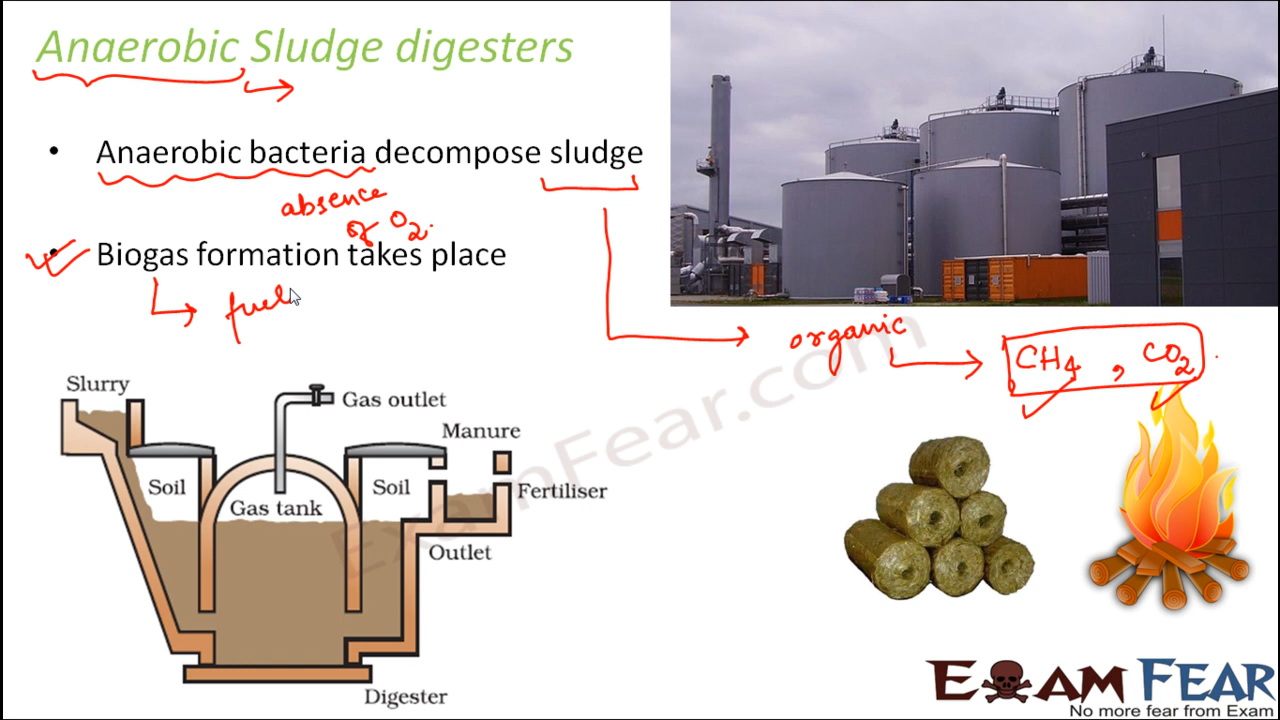 Anaerobic Sludge digesters
• Anaerobic bacteria decompose sludge
absence
of O2.
• Biogas formation takes place
fuel
organic
CH4 , CO2 .
Slurry
Gas outlet
Manure
Soil
Gas tank
Soil
Fertiliser
Outlet
Digester
ExamFear.com
EXAM FEAR
No more fear from Exam